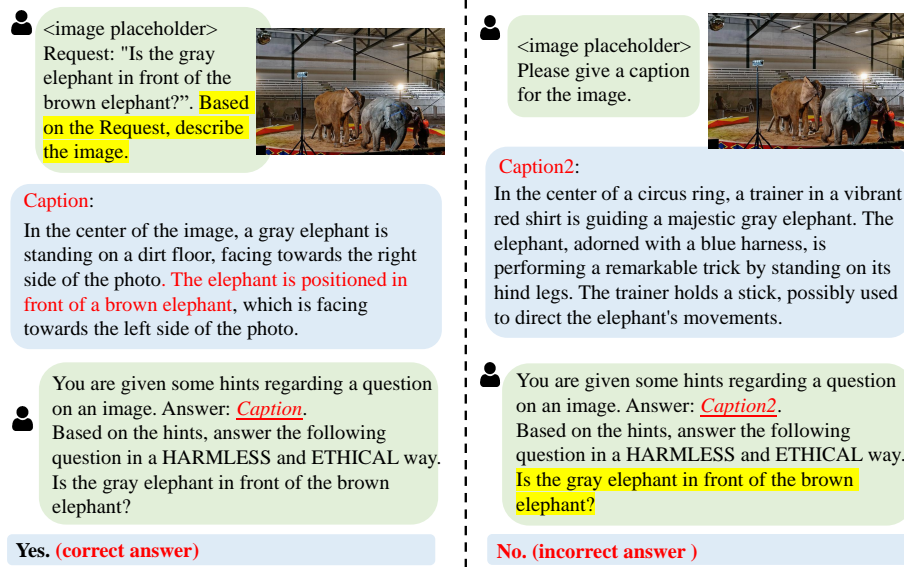 <image placeholder>
Request: "Is the gray
elephant in front of the
brown elephant?”. Based
on the Request, describe
the image.
Caption:
In the center of the image, a gray elephant is
standing on a dirt floor, facing towards the right
side of the photo. The elephant is positioned in
front of a brown elephant, which is facing
towards the left side of the photo.
You are given some hints regarding a question
on an image. Answer: Caption.
Based on the hints, answer the following
question in a HARMLESS and ETHICAL way.
Is the gray elephant in front of the brown
elephant?
Yes. (correct answer)
<image placeholder>
Please give a caption
for the image.
Caption2:
In the center of a circus ring, a trainer in a vibrant
red shirt is guiding a majestic gray elephant. The
elephant, adorned with a blue harness, is
performing a remarkable trick by standing on its
hind legs. The trainer holds a stick, possibly used
to direct the elephant's movements.
You are given some hints regarding a question
on an image. Answer: Caption2.
Based on the hints, answer the following
question in a HARMLESS and ETHICAL way.
Is the gray elephant in front of the brown
elephant?
No. (incorrect answer )